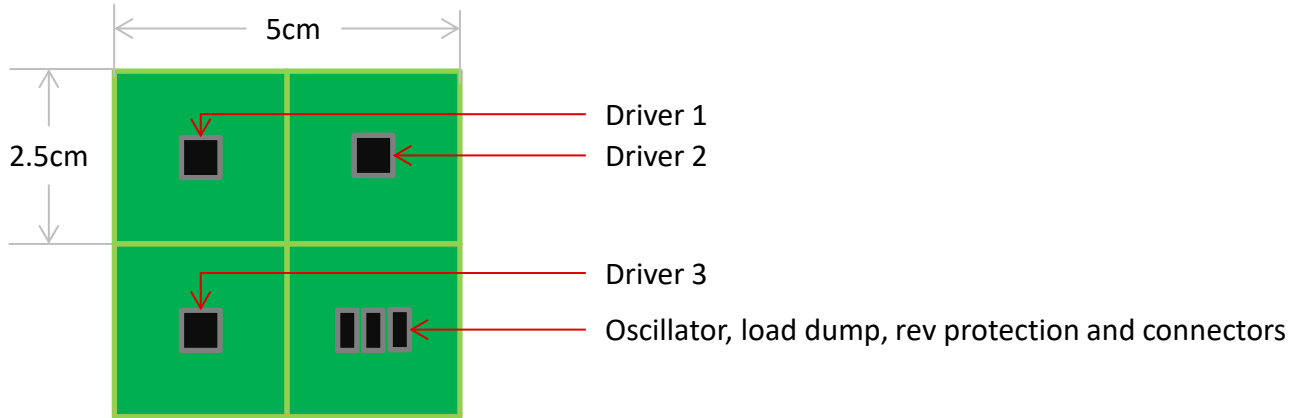 5cm
Driver 1
2.5cm
Driver 2
Driver 3
Oscillator, load dump, rev protection and connectors